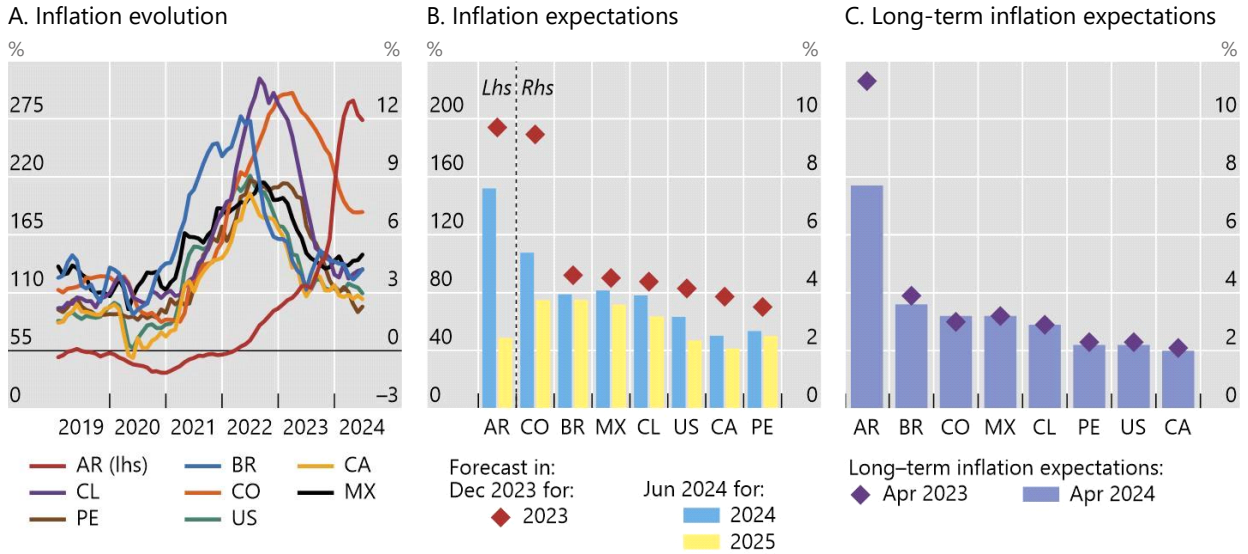 A. Inflation evolution
% %
275 12
220 9
165 6
110 3
55 0
0 –3
2019 2020 2021 2022 2023 2024
AR (lhs) BR CA
CL CO MX
PE US
B. Inflation expectations
% %
Lhs Rhs
200 10
160 8
120 6
80 4
40 2
0 0
AR CO BR MX CL US CA PE
Forecast in:
Dec 2023 for: Jun 2024 for:
2023 2024
2025
C. Long-term inflation expectations
%
10
8
6
4
2
0
AR BR CO MX CL PE US CA
Long–term inflation expectations:
Apr 2023 Apr 2024